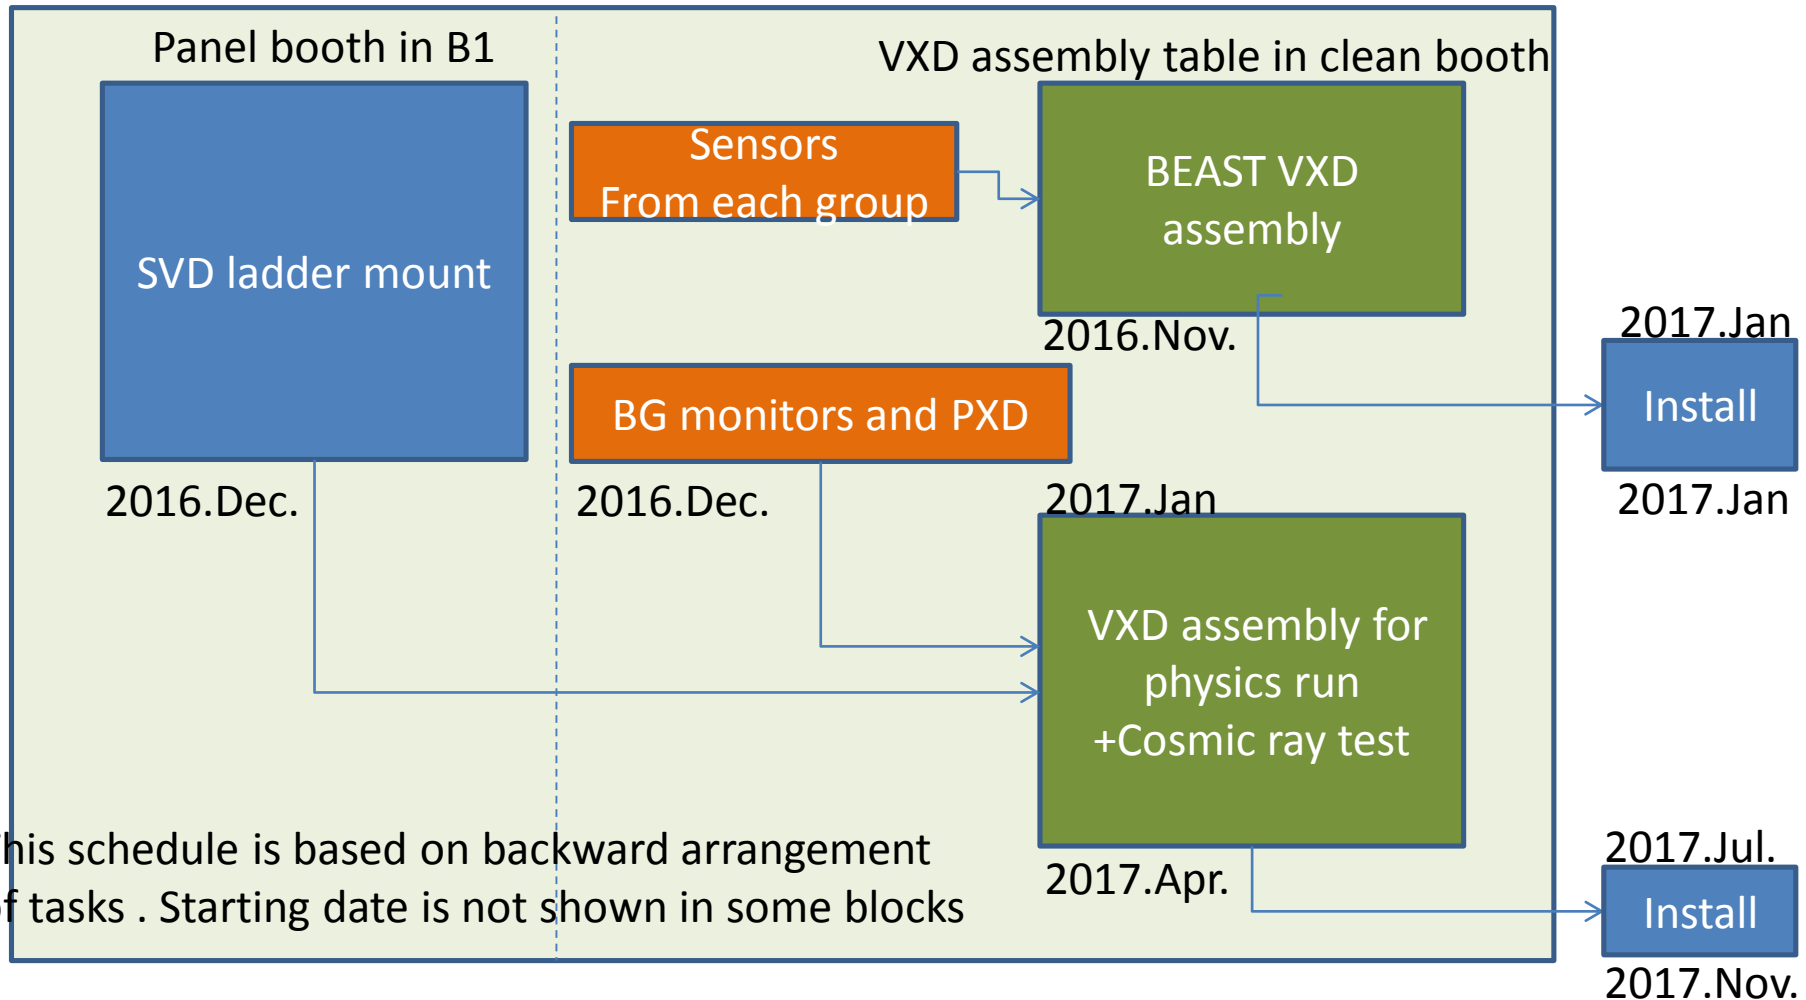 Panel booth in B1
VXD assembly table in clean booth
Sensors
From each group
BEAST VXD
assembly
SVD ladder mount
2016.Nov.
2017.Jan
Install
2017.Jan
BG monitors and PXD
2016.Dec.
2016.Dec.
2017.Jan
VXD assembly for
physics run
+Cosmic ray test
his schedule is based on backward arrangement
of tasks . Starting date is not shown in some blocks
2017.Apr.
2017.Jul.
Install
2017.Nov.